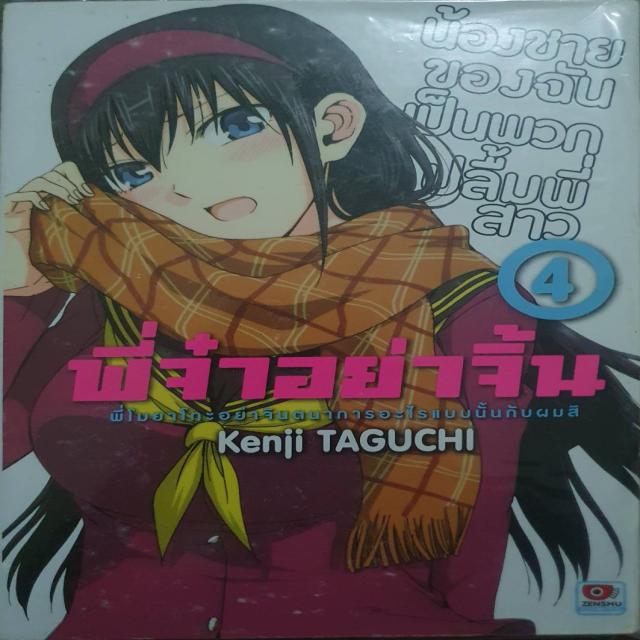 น้องชาย
ของฉัน
เป็นพวก
ปลื้มพี่
สาว
4
พี่จ๋าอย่าจิ้น
พี่โมยาโกะอย่าจินตนาการอะไรแบบนั้นกับผมสิ
Kenji TAGUCHI
ZENSHU